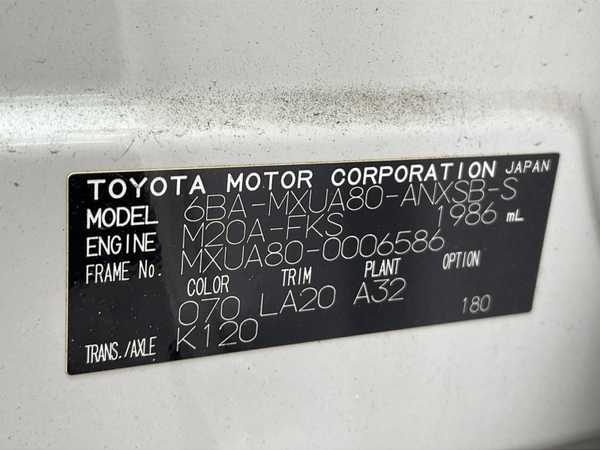 TOYOTA MOTOR CORPORATION JAPAN
MODEL 6BA-MXUA80-ANXSB-S
ENGINE M20A-FKS 1986 mL
FRAME No. MXUA80-0006586
COLOR TRIM PLANT OPTION
070 LA20 A32 180
TRANS./AXLE K120